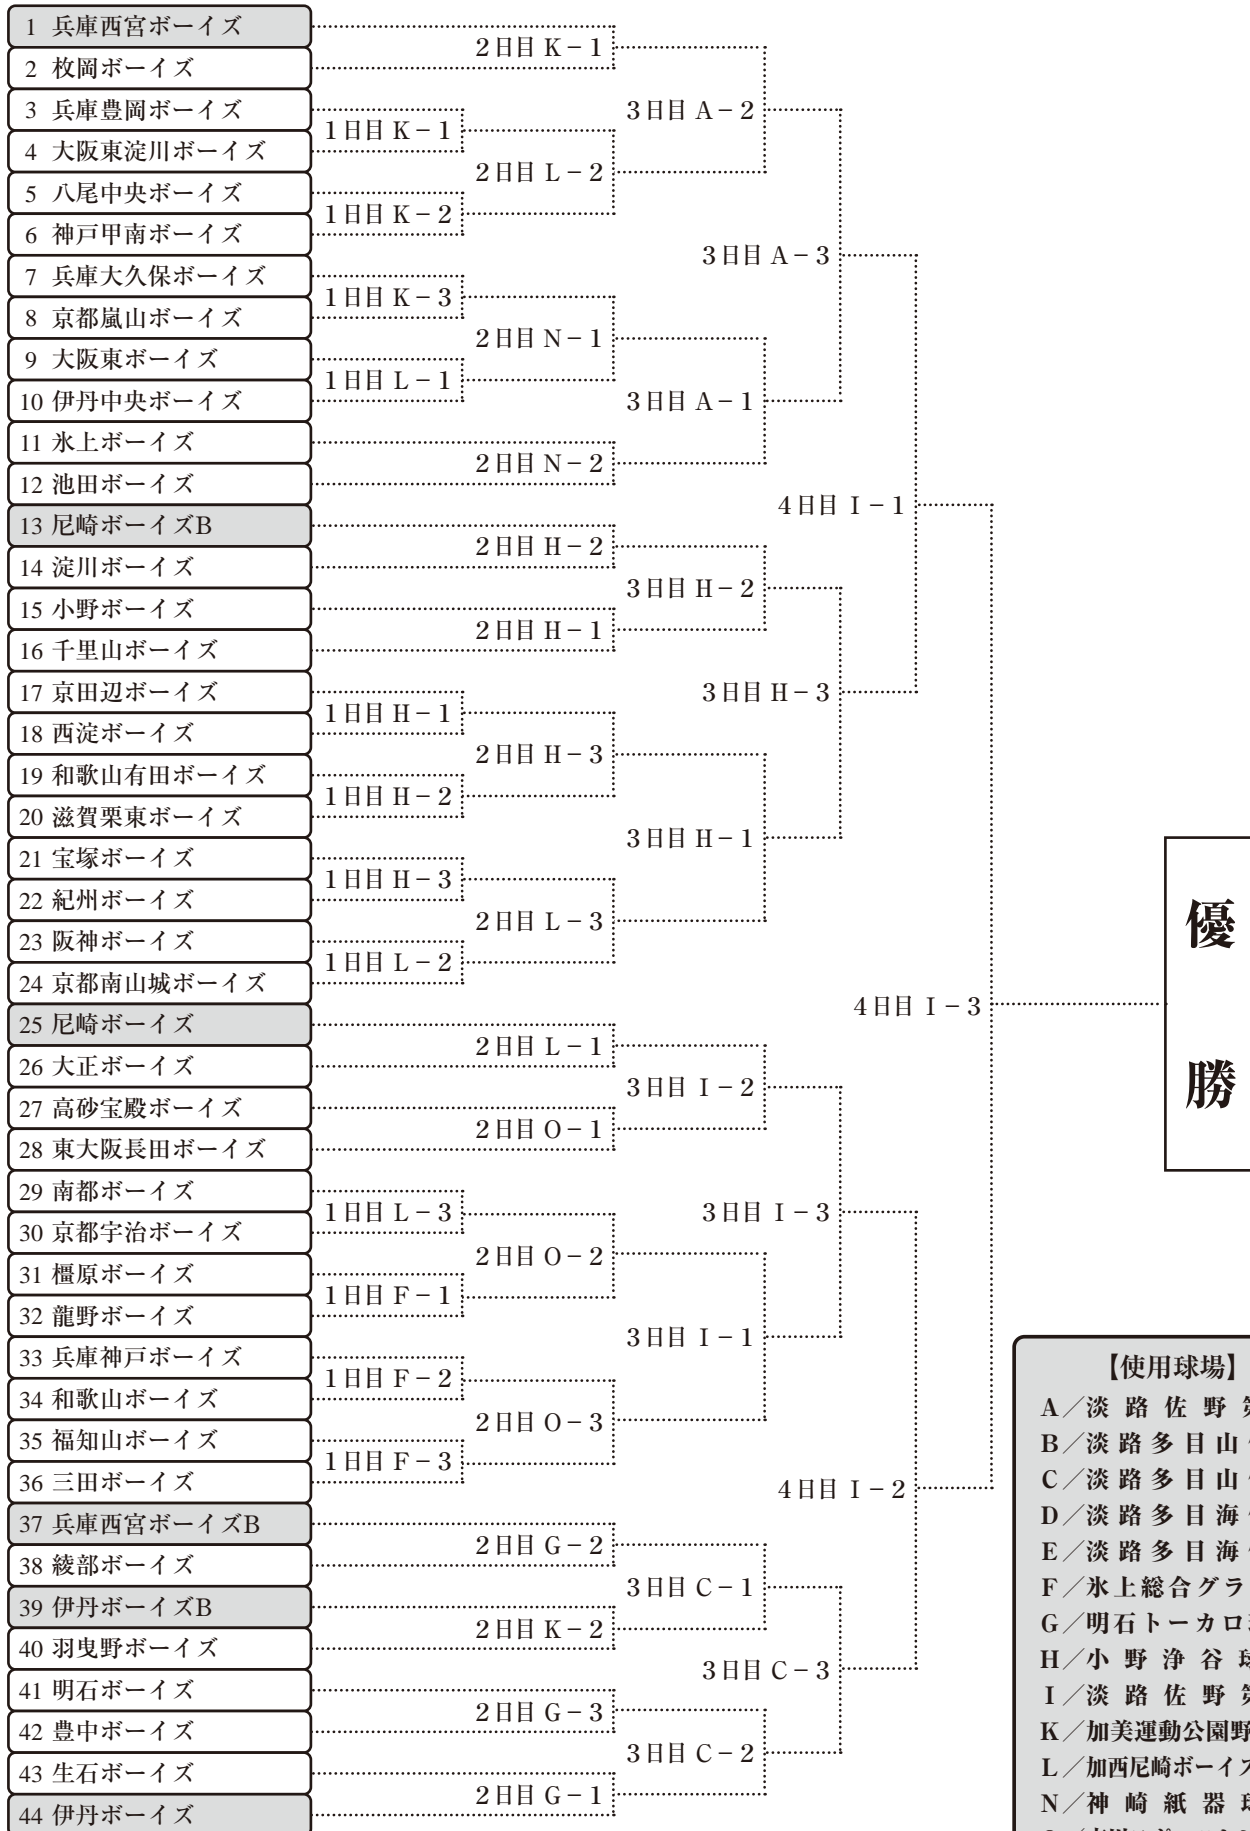 1 兵庫西宮ボーイズ
2 枚岡ボーイズ
3 兵庫豊岡ボーイズ
4 大阪東淀川ボーイズ
5 八尾中央ボーイズ
6 神戸甲南ボーイズ
7 兵庫大久保ボーイズ
8 京都嵐山ボーイズ
9 大阪東ボーイズ
10 伊丹中央ボーイズ
11 氷上ボーイズ
12 池田ボーイズ
13 尼崎ボーイズB
14 淀川ボーイズ
15 小野ボーイズ
16 千里山ボーイズ
17 京田辺ボーイズ
18 西淀ボーイズ
19 和歌山有田ボーイズ
20 滋賀栗東ボーイズ
21 宝塚ボーイズ
22 紀州ボーイズ
23 阪神ボーイズ
24 京都南山城ボーイズ
25 尼崎ボーイズ
26 大正ボーイズ
27 高砂宝殿ボーイズ
28 東大阪長田ボーイズ
29 南都ボーイズ
30 京都宇治ボーイズ
31 橿原ボーイズ
32 龍野ボーイズ
33 兵庫神戸ボーイズ
34 和歌山ボーイズ
35 福知山ボーイズ
36 三田ボーイズ
37 兵庫西宮ボーイズB
38 綾部ボーイズ
39 伊丹ボーイズB
40 羽曳野ボーイズ
41 明石ボーイズ
42 豊中ボーイズ
43 生石ボーイズ
44 伊丹ボーイズ
1日目 K－1
1日目 K－2
1日目 K－3
1日目 L－1
1日目 H－1
1日目 H－2
1日目 H－3
1日目 L－2
1日目 L－3
1日目 F－1
1日目 F－2
1日目 F－3
2日目 K－1
2日目 L－2
2日目 N－1
2日目 N－2
2日目 H－2
2日目 H－1
2日目 H－3
2日目 L－3
2日目 L－1
2日目 O－1
2日目 O－2
2日目 O－3
2日目 G－2
2日目 K－2
2日目 G－3
2日目 G－1
3日目 A－2
3日目 A－1
3日目 H－2
3日目 H－1
3日目 I－2
3日目 I－1
3日目 C－1
3日目 C－2
3日目 A－3
3日目 H－3
3日目 I－3
3日目 C－3
4日目 I－1
4日目 I－2
4日目 I－3
優勝
【使用球場】
A／淡路佐野
B／淡路多目山
C／淡路多目山
D／淡路多目海
E／淡路多目海
F／氷上総合グラ
G／明石トーカロ
H／小野浄谷
I／淡路佐野
K／加美運動公園野
L／加西尼崎ボーイズ
N／神崎紙器